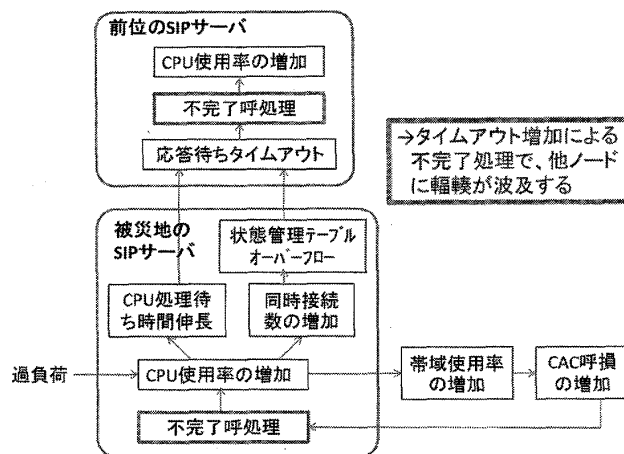 前位のSIPサーバ
CPU使用率の増加
不完了呼処理
応答待ちタイムアウト
→タイムアウト増加による
不完了処理で、他ノード
に輻輳が波及する
被災地の
SIPサーバ
状態管理テーブル
オーバーフロー
CPU処理待
ち時間伸長
同時接続
数の増加
過負荷
CPU使用率の増加
帯域使用率
の増加
CAC呼損
の増加
不完了呼処理